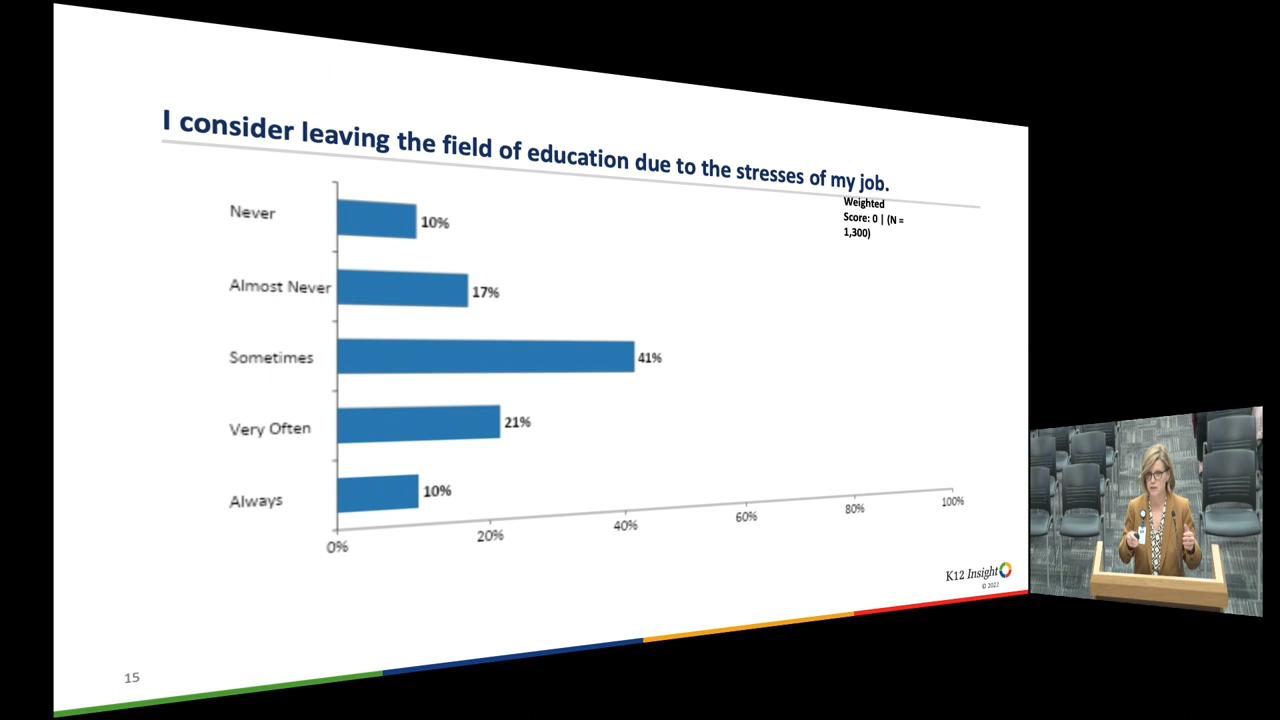 I consider leaving the field of education due to the stresses of my job.
Weighted
Score: 0 | (N =
1,300)
Never
10%
Almost Never
17%
Sometimes
41%
Very Often
21%
Always
10%
0%
20%
40%
60%
80%
100%
K12 Insight
© 2022
15